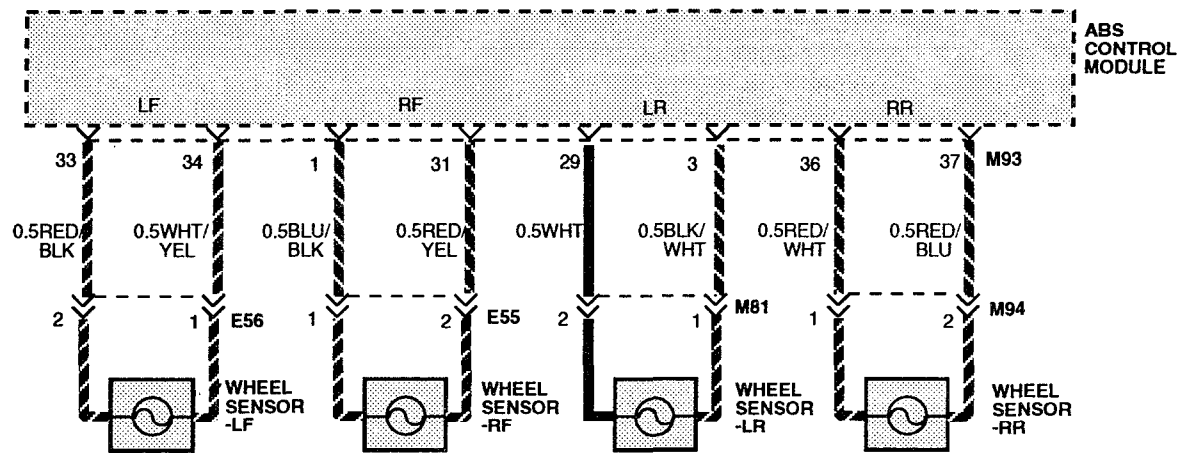 ABS
CONTROL
MODULE
LF RF LR RR
33 34 1 31 29 3 36 37 M93
0.5RED/
BLK
0.5WHT/
YEL
0.5BLU/
BLK
0.5RED/
YEL
0.5WHT
0.5BLK/
WHT
0.5RED/
WHT
0.5RED/
BLU
2 1 E56 1 2 E55 2 1 M81 1 2 M94
WHEEL
SENSOR
-LF
WHEEL
SENSOR
-RF
WHEEL
SENSOR
-LR
WHEEL
SENSOR
-RR